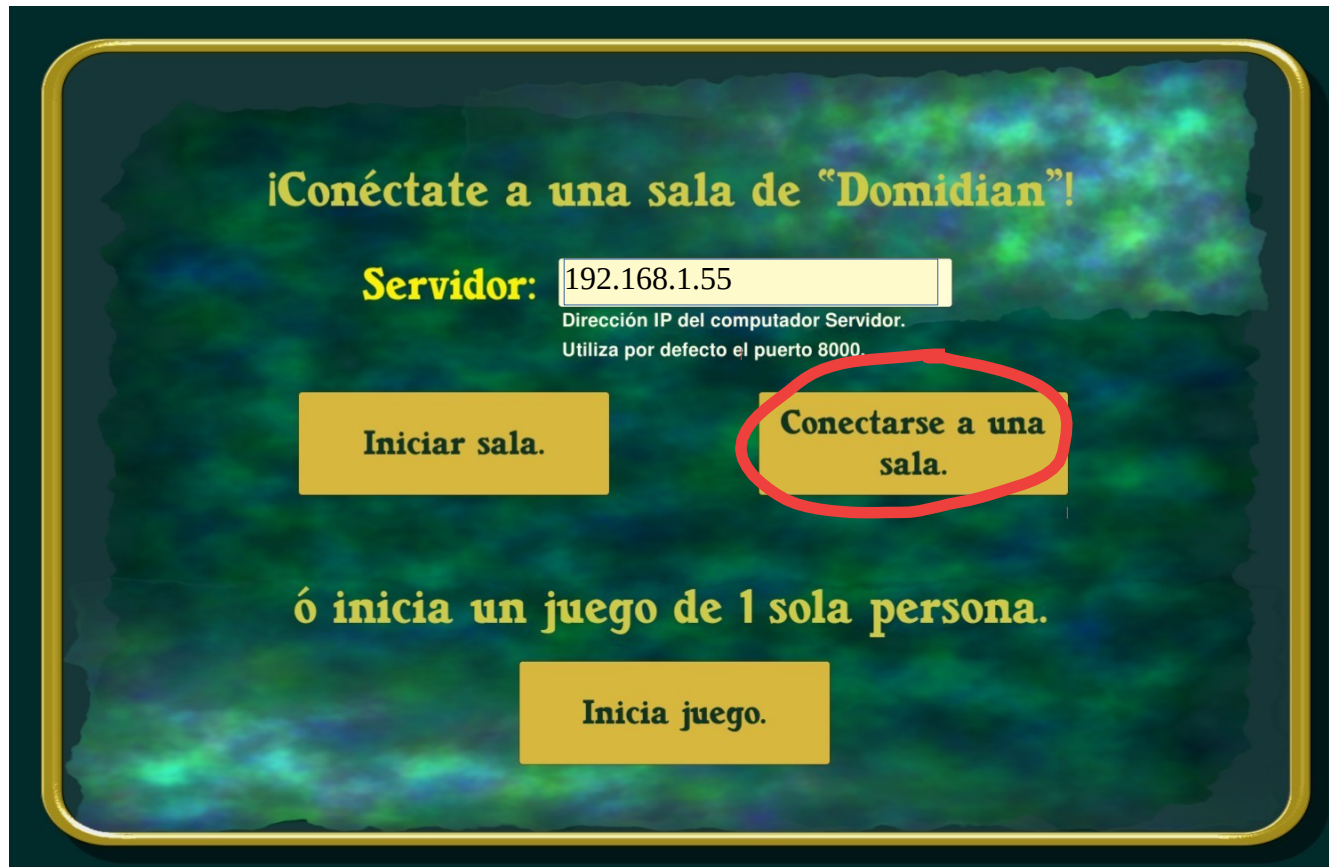 ¡Conéctate a una sala de “Domidian”!
Servidor: 192.168.1.55
Dirección IP del computador Servidor.
Utiliza por defecto el puerto 8000.
Iniciar sala.
Conectarse a una
sala.
ó inicia un juego de 1 sola persona.
Inicia juego.